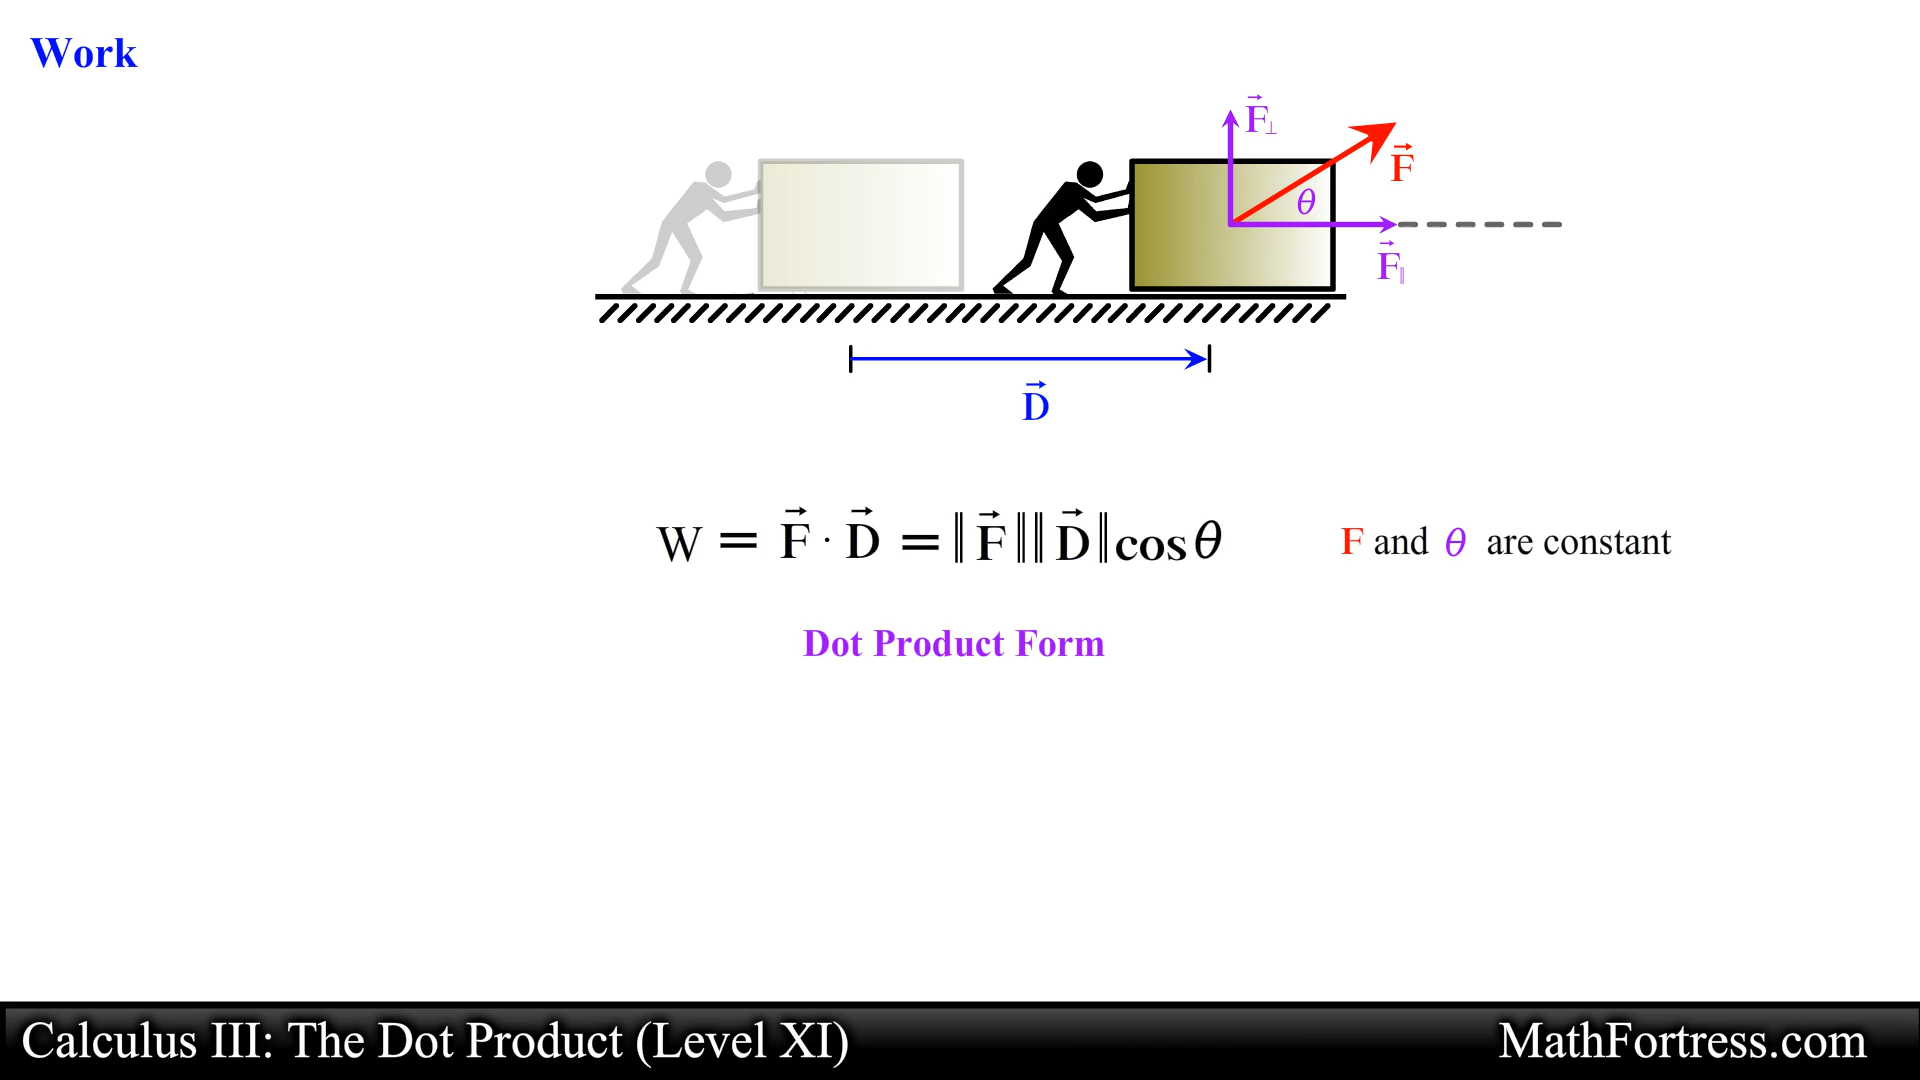 Work
F⃗⊥
F⃗
θ
F⃗∥
D⃗
W = F⃗ · D⃗ = ‖F⃗‖‖D⃗‖cos θ
F and θ are constant
Dot Product Form
Calculus III: The Dot Product (Level XI)
MathFortress.com